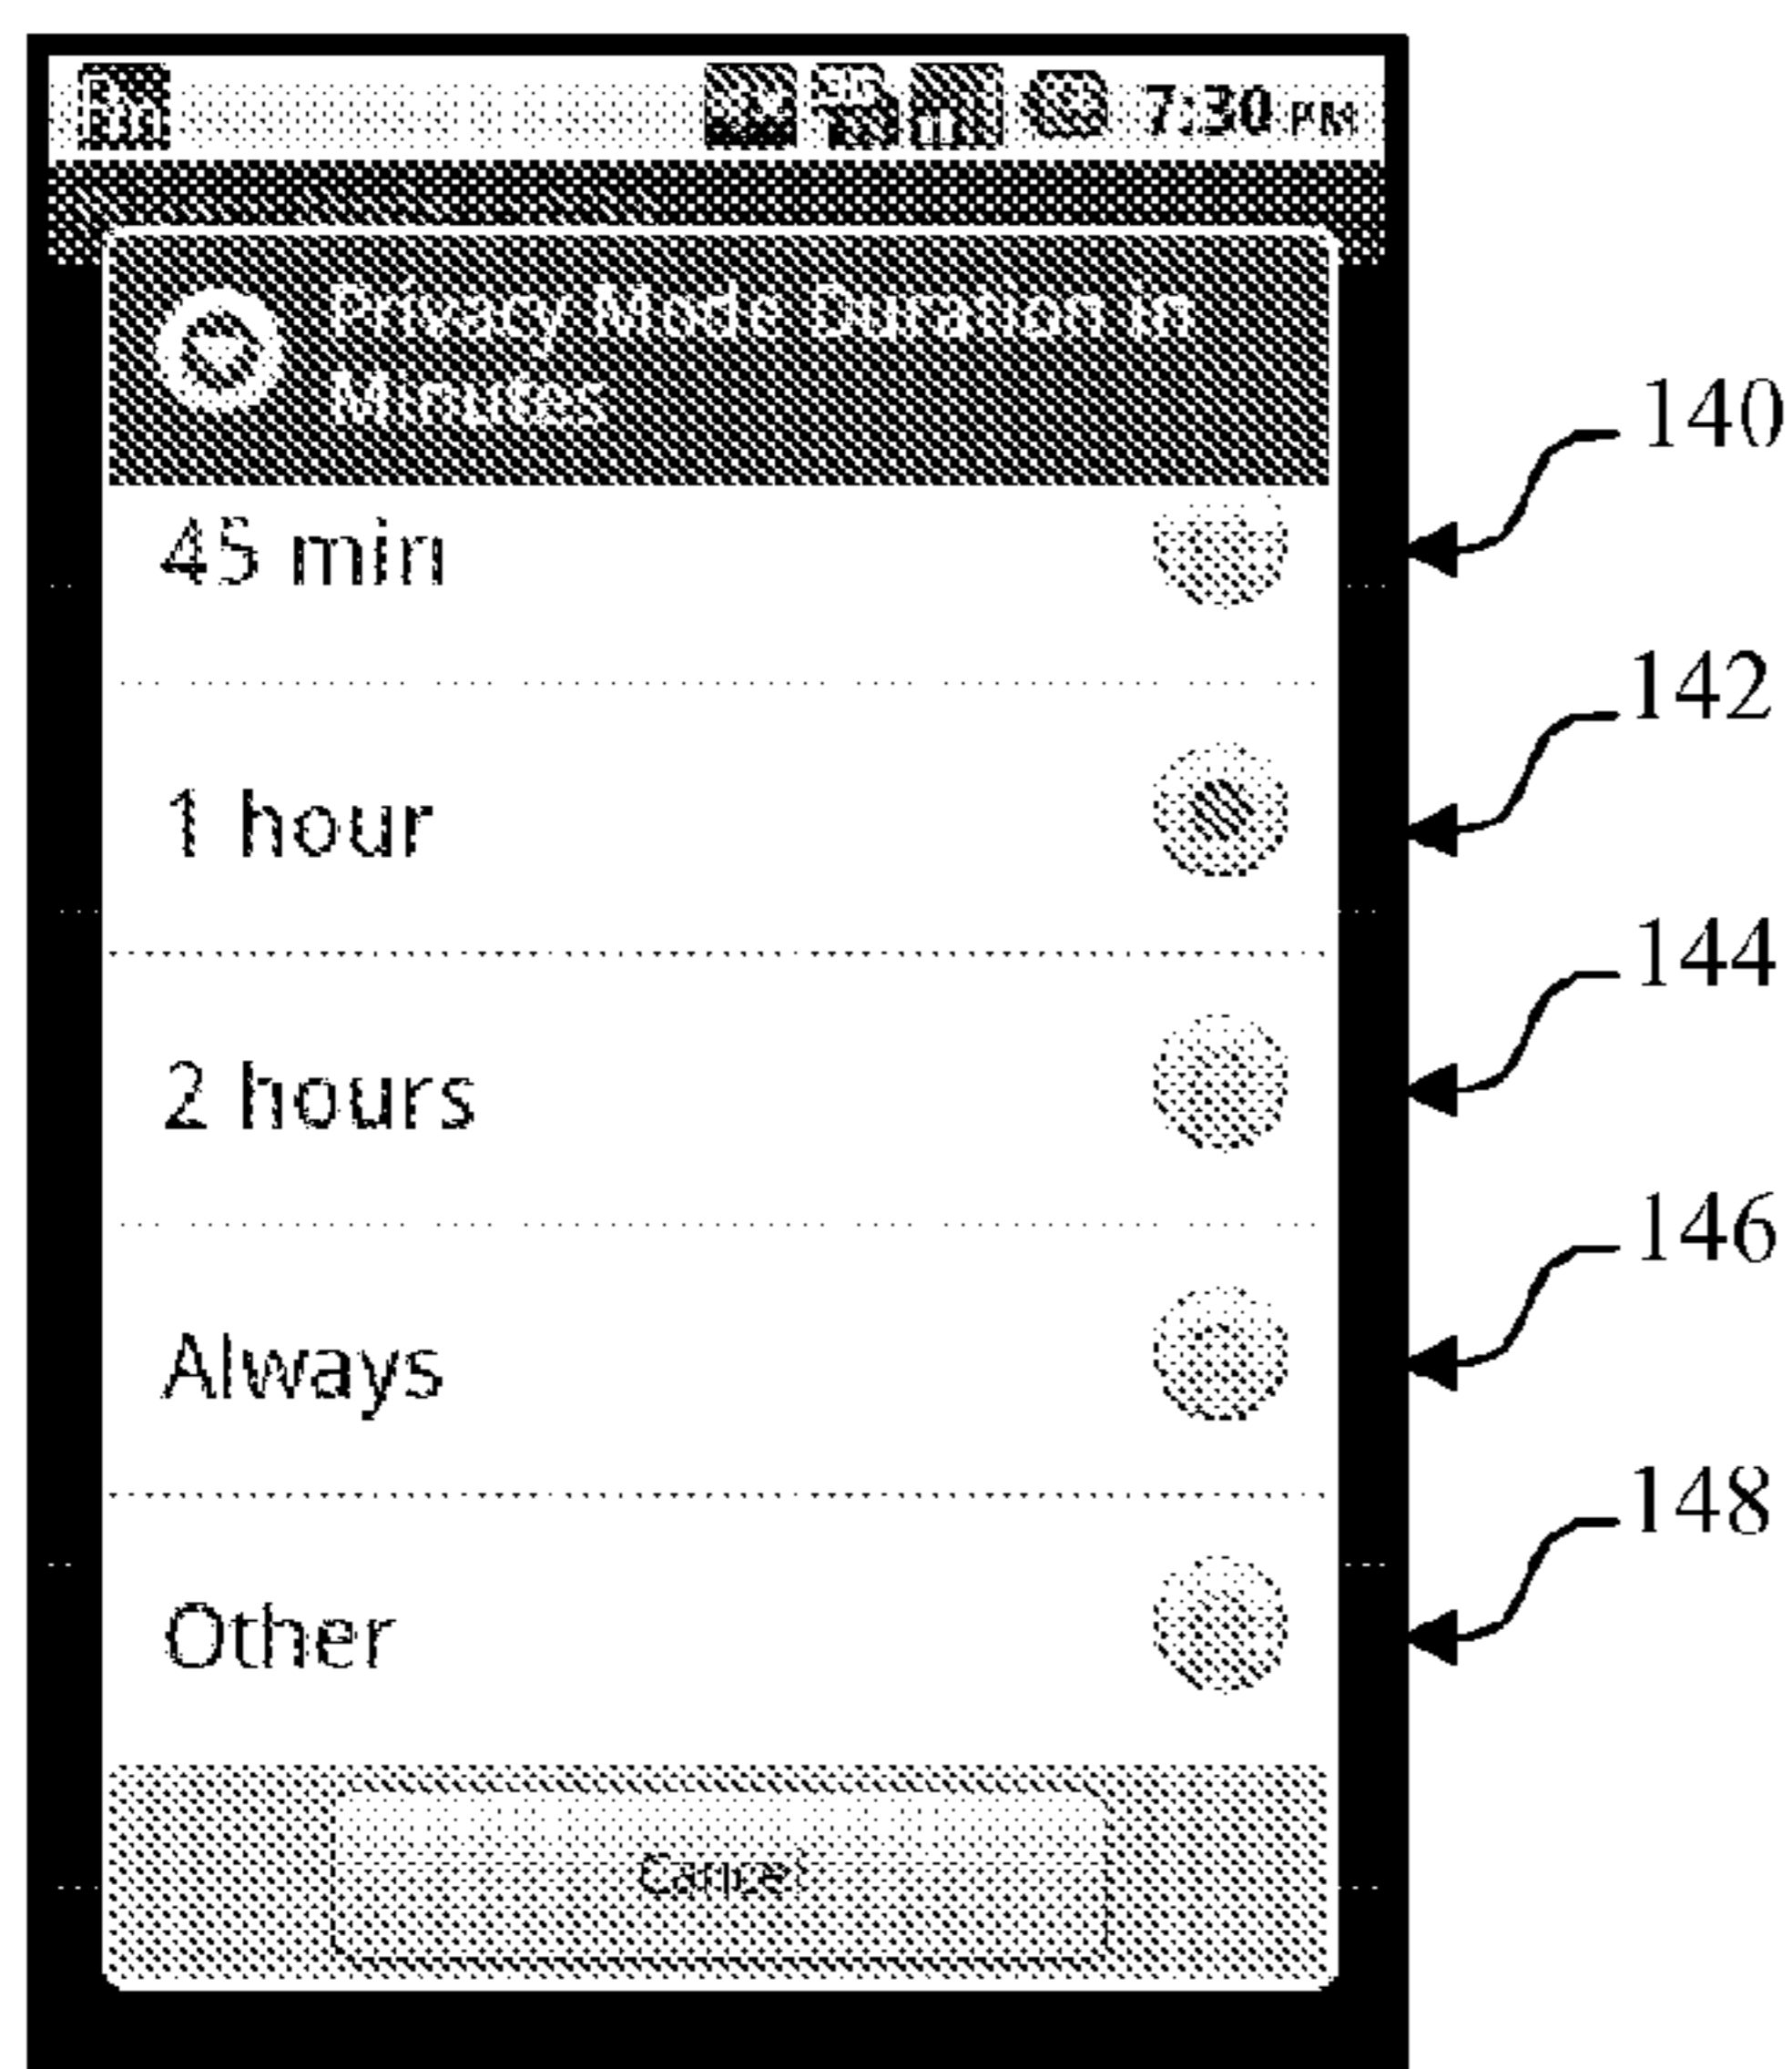 7:30 PM
Privacy Mode Duration in
Minutes
140
45 min
142
1 hour
144
2 hours
146
Always
148
Other
Cancel